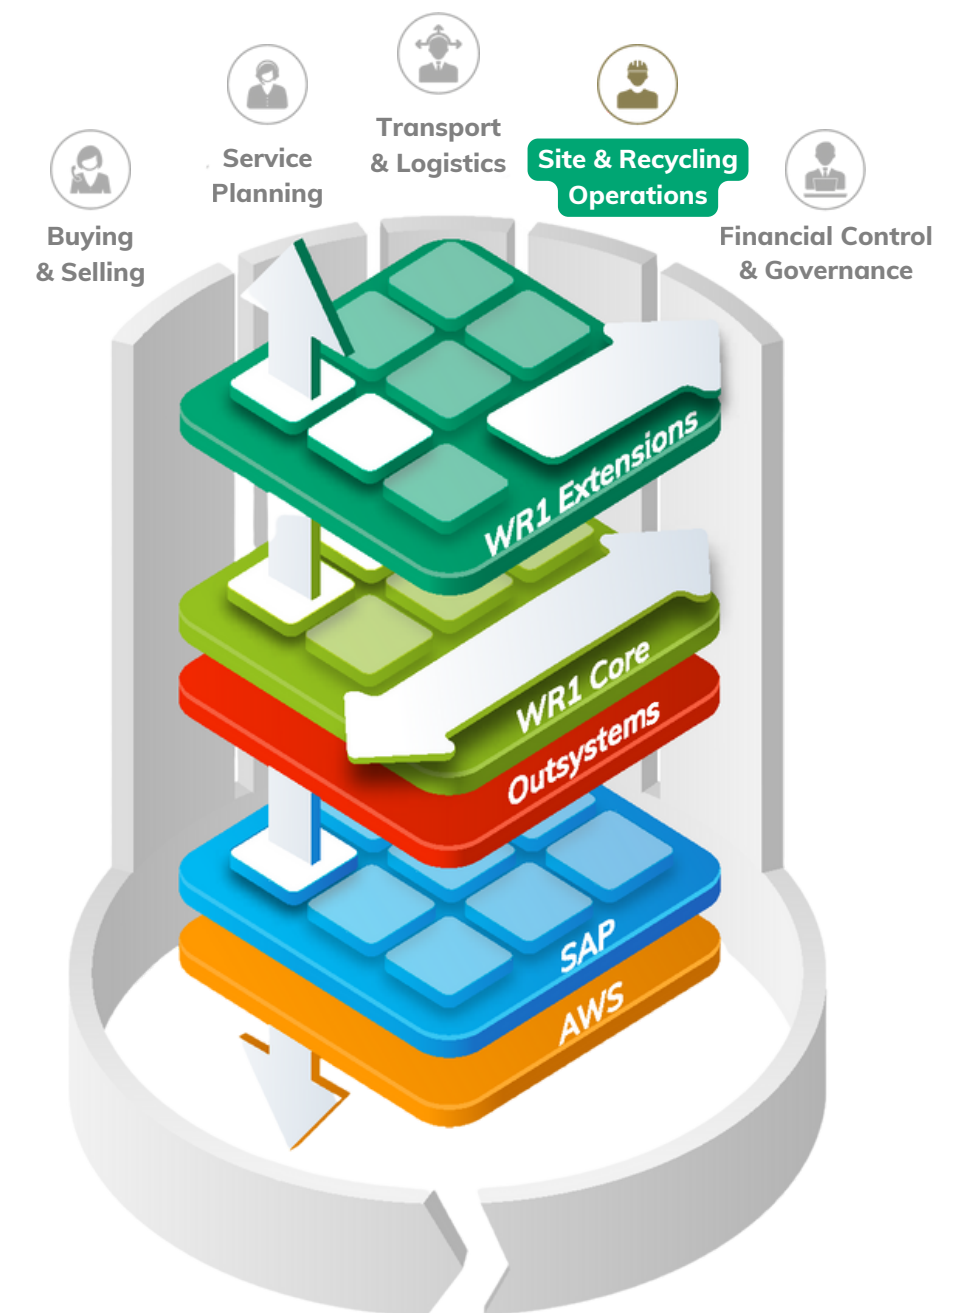 Transport
& Logistics
Service
Planning
Site & Recycling
Operations
Buying
& Selling
Financial Control
& Governance
WR1 Extensions
WR1 Core
Outsystems
SAP
AWS